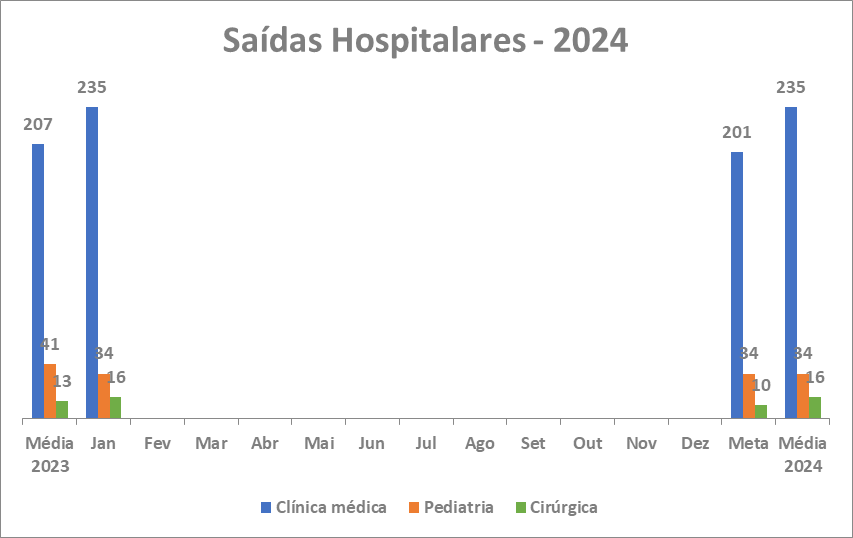 Saídas Hospitalares - 2024
207 235 201 235
41 34 34 34
13 16 10 16
Média Jan Fev Mar Abr Mai Jun Jul Ago Set Out Nov Dez Meta Média
2023 2024
Clínica médica Pediatria Cirúrgica